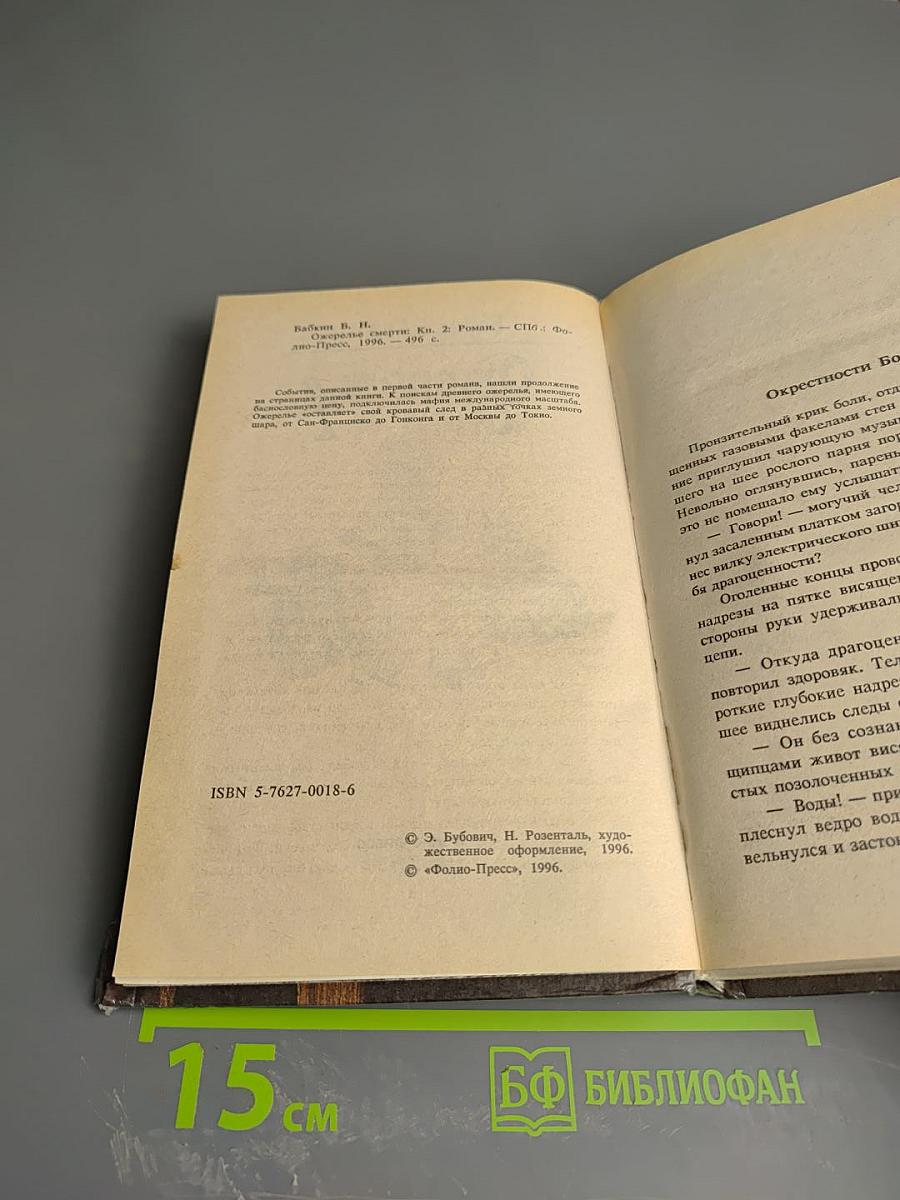 Бабкин Б. Н.
Ожерелье смерти: Кн. 2: Роман. — СПб.: Фо-
лио-Пресс, 1996. — 496 с.
События, описанные в первой части романа, нашли продолжение
на страницах данной книги. К поискам древнего ожерелья, имеющего
баснословную цену, подключилась мафия международного масштаба.
Ожерелье «оставляет» свой кровавый след в разных точках земного
шара, от Сан-Франциско до Гонконга и от Москвы до Токио.
ISBN 5-7627-0018-6
© Э. Бубович, Н. Розенталь, худо-
жественное оформление, 1996.
© «Фолио-Пресс», 1996.
Окрестности Бо
Пронзительный крик боли, отд
щенных газовыми факелами стен
ние приглушил чарующую музы
шего на шее рослого парня пор
Невольно оглянувшись, парень
это не помешало ему услышат
— Говори! — могучий чел
нул засаленным платком загор
нес вилку электрического шн
бя драгоценности?
Оголенные концы прово
надрезы на пятке висящен
стороны руки удерживали
цепи.
— Откуда драгоцен
повторил здоровяк. Тел
роткие глубокие надре
шее виднелись следы
— Он без сознан
щипцами живот вис
стых позолоченных
— Воды! — при
плеснул ведро вод
вельнулся и застон
15 см
БФ БИБЛИОФАН